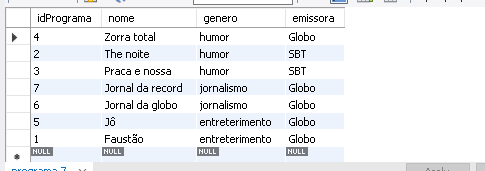 idPrograma nome genero emissora
4 Zorra total humor Globo
2 The noite humor SBT
3 Praca e nossa humor SBT
7 Jornal da record jornalismo Globo
6 Jornal da globo jornalismo Globo
5 Jô entreterimento Globo
1 Faustão entreterimento Globo
NULL NULL NULL NULL
programa 7
Apply